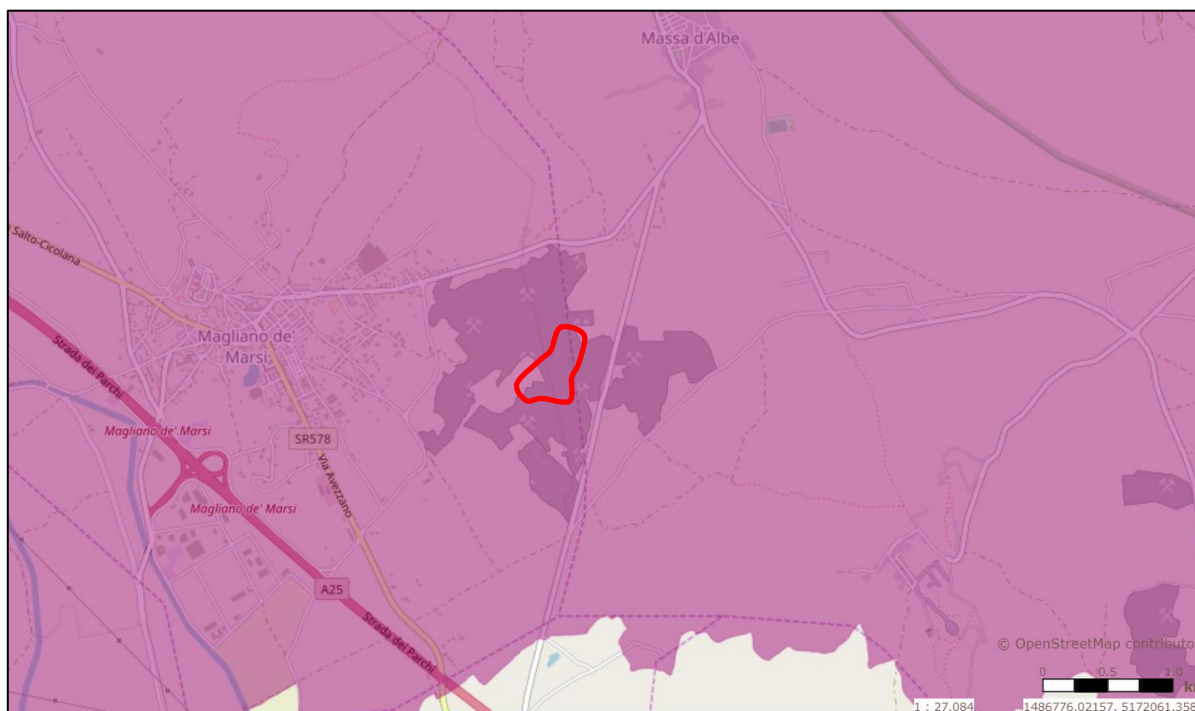 Massa d'Albe
Salto-Cicolana
Magliano de'
Marsi
Strada dei Parchi
Magliano de' Marsi
SR578
Via Avezzano
Magliano de' Marsi
A25
Strada dei Parchi
© OpenStreetMap contributo
0 0.5 1.0
k
1 : 27.084
1486776.02157, 5172061.358